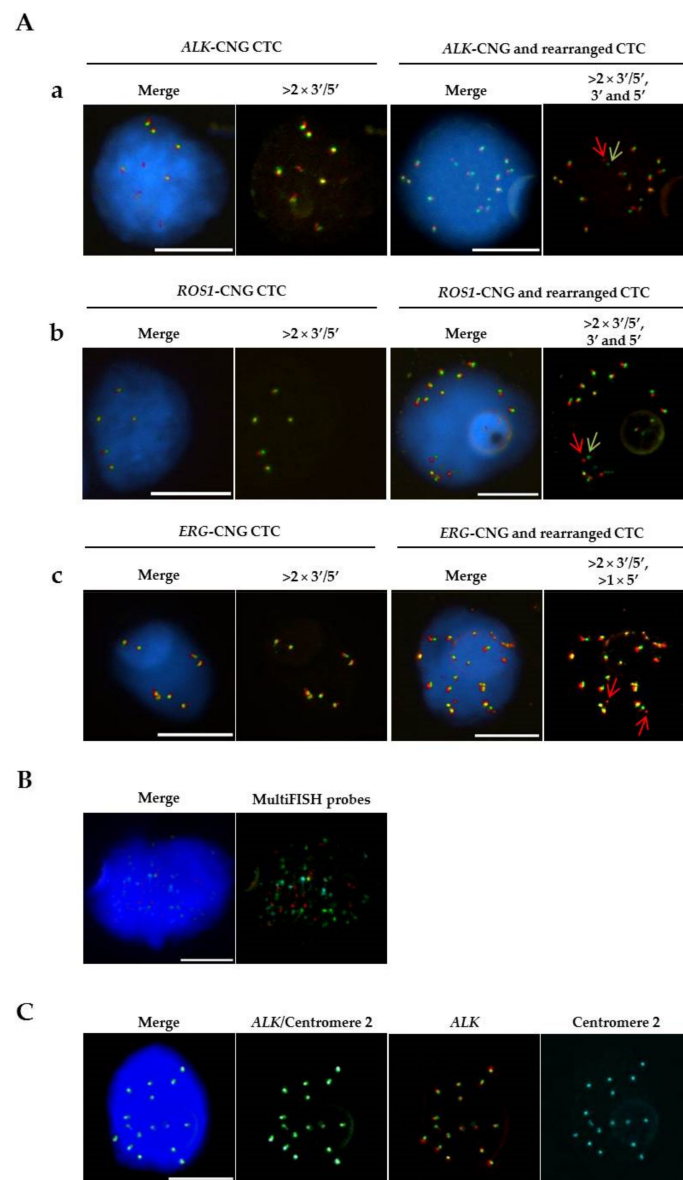 A
ALK-CNG CTC
ALK-CNG and rearranged CTC
a
Merge
>2 × 3′/5′
Merge
>2 × 3′/5′,
3′ and 5′
ROS1-CNG CTC
ROS1-CNG and rearranged CTC
b
Merge
>2 × 3′/5′
Merge
>2 × 3′/5′,
3′ and 5′
ERG-CNG CTC
ERG-CNG and rearranged CTC
c
Merge
>2 × 3′/5′
Merge
>2 × 3′/5′,
>1 × 5′
B
Merge
MultiFISH probes
C
Merge
ALK/Centromere 2
ALK
Centromere 2